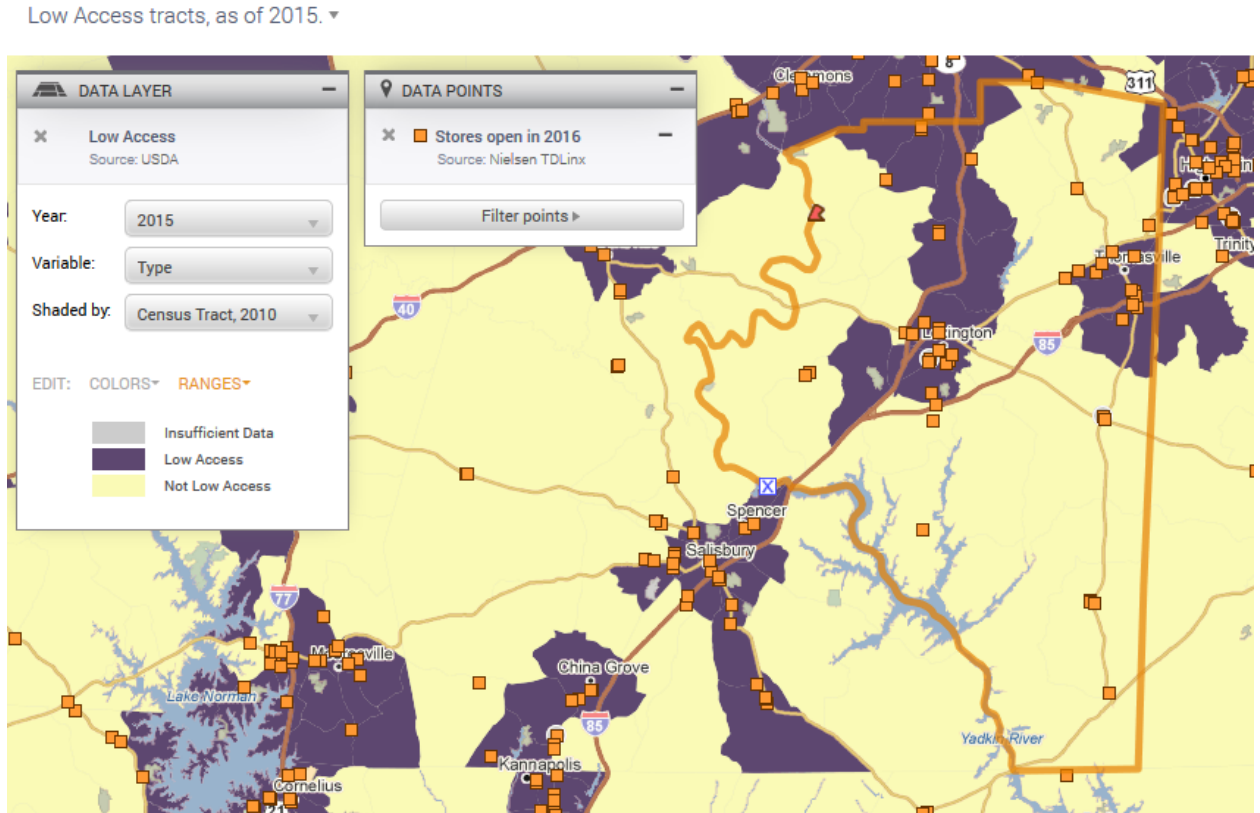 Low Access tracts, as of 2015.
DATA LAYER
Low Access
Source: USDA
Year:
2015
Variable:
Type
Shaded by:
Census Tract, 2010
EDIT: COLORS RANGES
Insufficient Data
Low Access
Not Low Access
DATA POINTS
Stores open in 2016
Source: Nielsen TDLinx
Filter points
Clemmons
311
Trinity
Thomasville
40
Lexington
85
Spencer
Salisbury
77
Mooresville
China Grove
Lake Norman
85
Yadkin River
Kannapolis
Cornelius